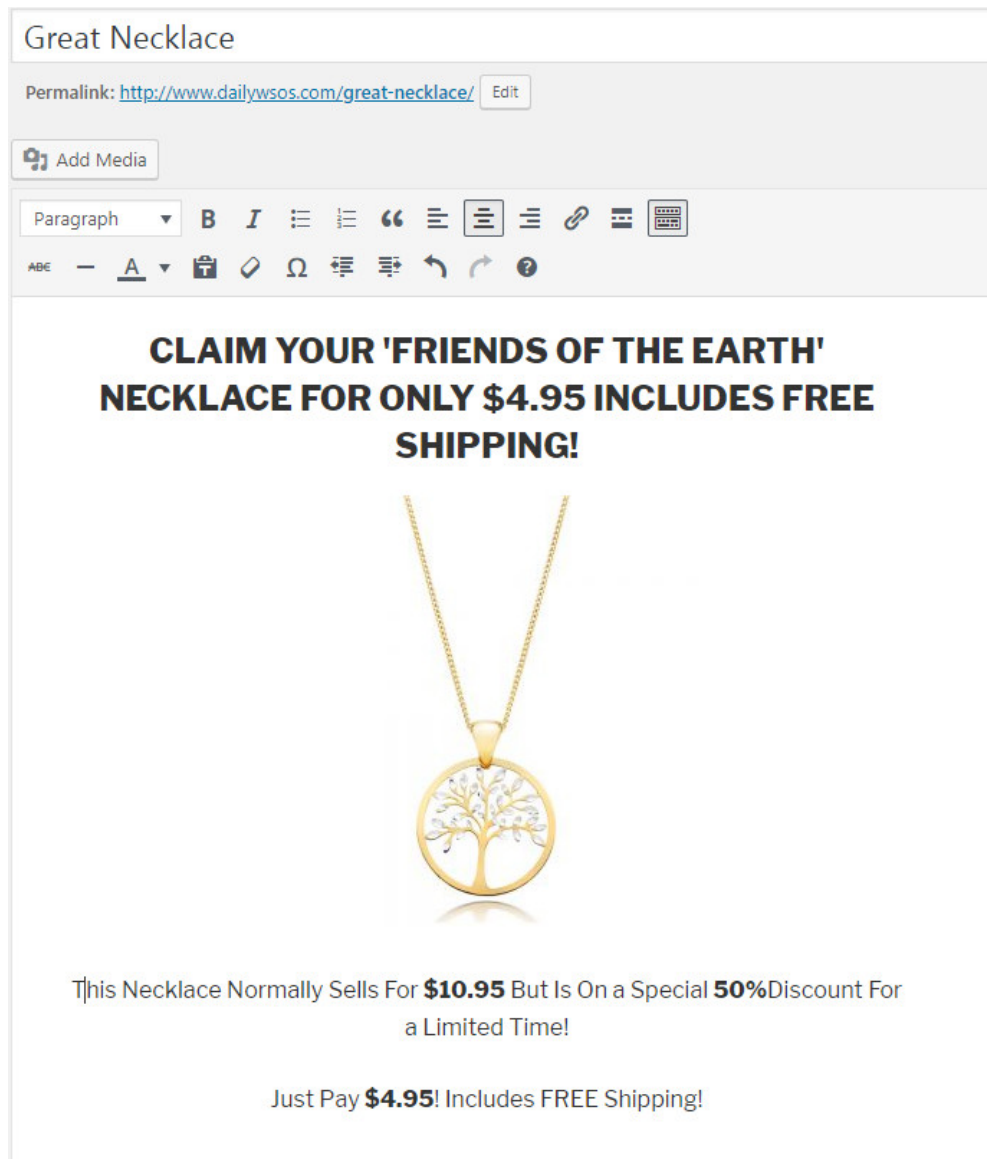 Great Necklace
Permalink: http://www.dailywsos.com/great-necklace/ Edit
Add Media
Paragraph B I
ABE A Ω
CLAIM YOUR 'FRIENDS OF THE EARTH'
NECKLACE FOR ONLY $4.95 INCLUDES FREE
SHIPPING!
This Necklace Normally Sells For $10.95 But Is On a Special 50%Discount For
a Limited Time!
Just Pay $4.95! Includes FREE Shipping!